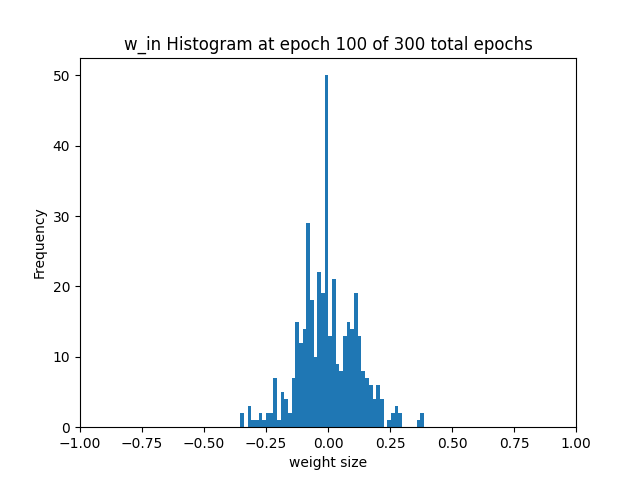 w_in Histogram at epoch 100 of 300 total epochs
50
40
30
20
10
0
Frequency
−1.00 −0.75 −0.50 −0.25 0.00 0.25 0.50 0.75 1.00
weight size